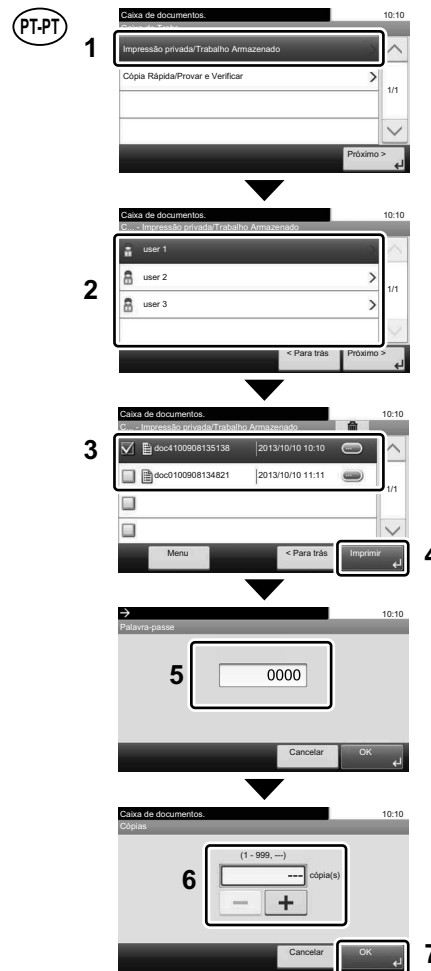 PT-PT
1
Caixa de documentos. 10:10
Caixa de Trab.
Impressão privada/Trabalho Armazenado
Cópia Rápida/Provar e Verificar
1/1
Próximo >
2
Caixa de documentos. 10:10
C... - Impressão privada/Trabalho Armazenado
user 1
user 2
user 3
1/1
< Para trás Próximo >
3
Caixa de documentos. 10:10
C... - Impressão privada/Trabalho Armazenado
doc4100908135138 2013/10/10 10:10 ...
doc0100908134821 2013/10/10 11:11 ...
1/1
Menu < Para trás Imprimir 4
10:10
Palavra-passe
5 0000
Cancelar OK
Caixa de documentos. 10:10
Cópias
6
(1 - 999, ---)
--- cópia(s)
− +
Cancelar OK 7